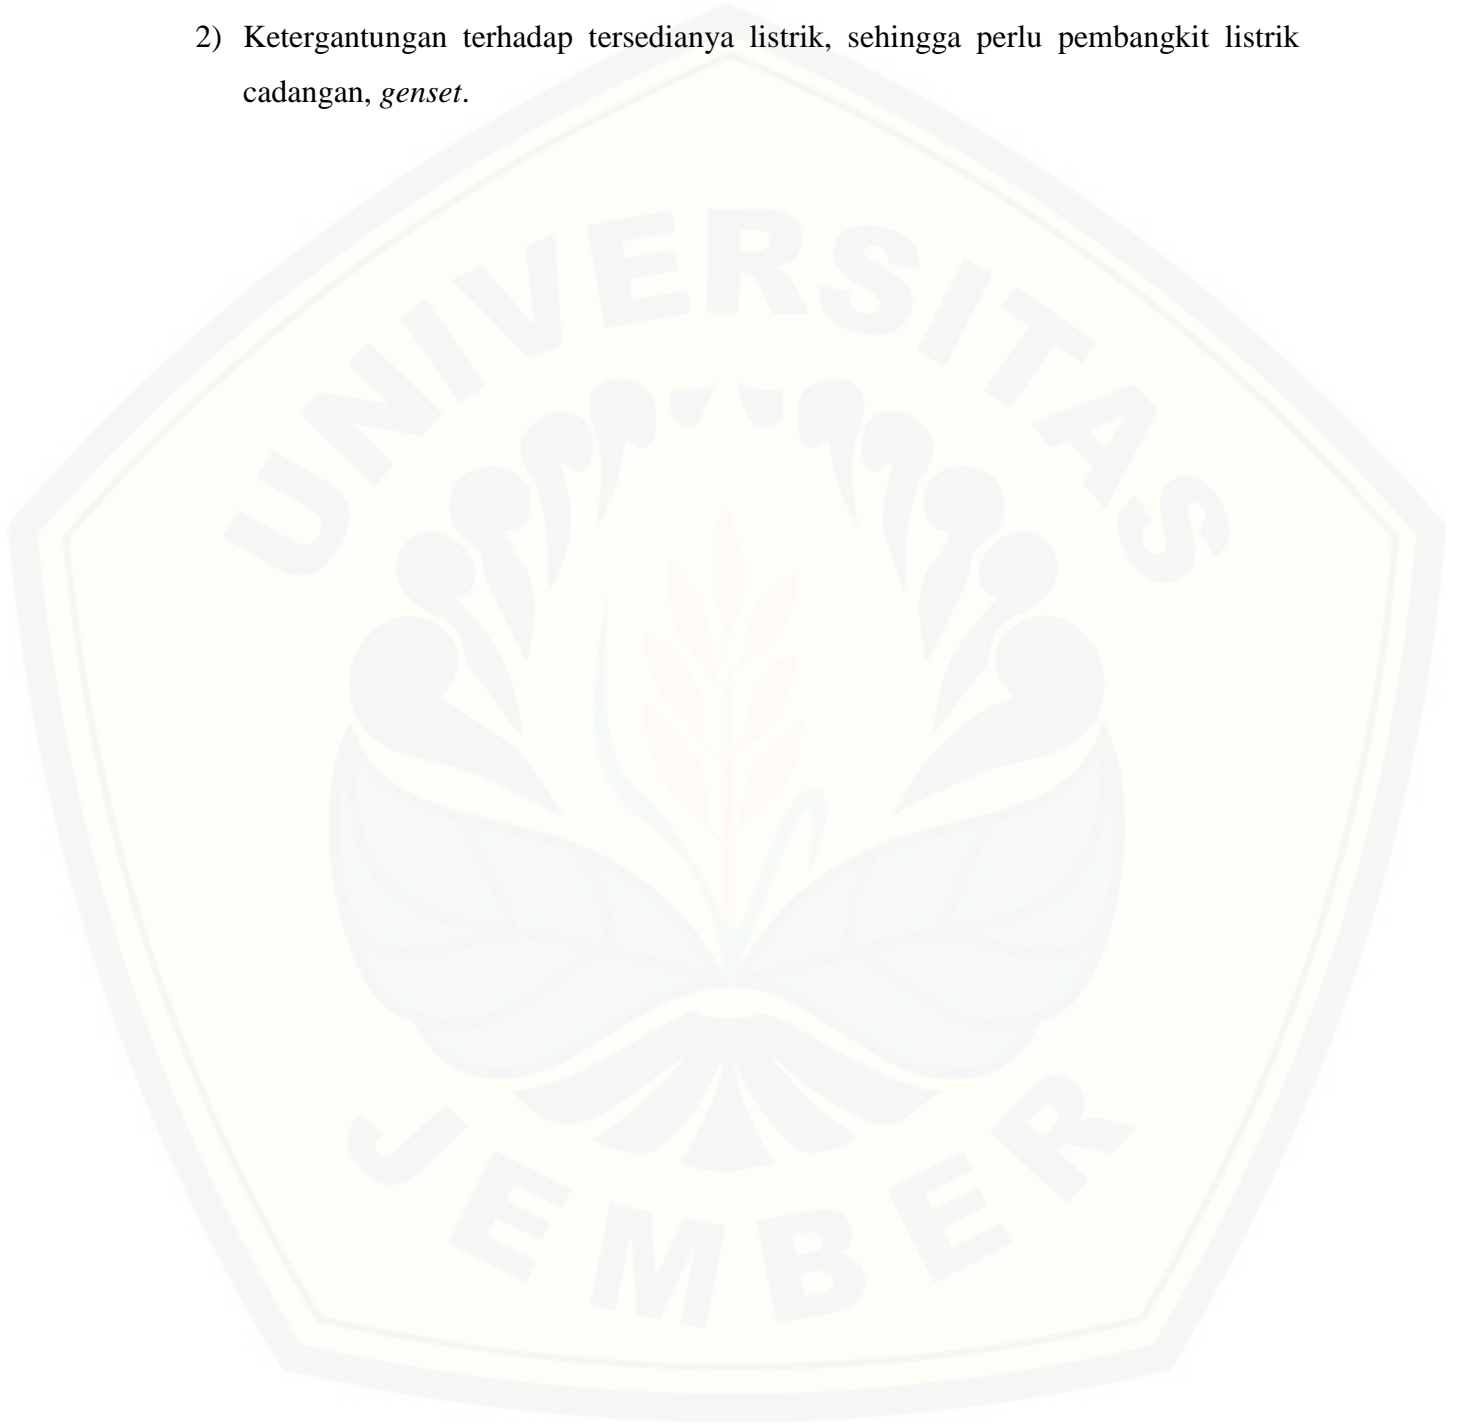 2) Ketergantungan terhadap tersedianya listrik, sehingga perlu pembangkit listrik
cadangan, genset.
UNIVERSITAS
JEMBER